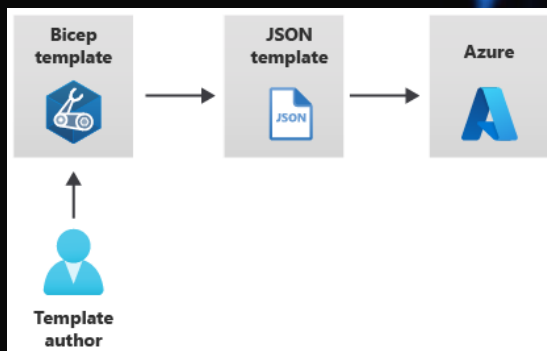 Bicep
template
JSON
template
Azure
JSON
Template
author